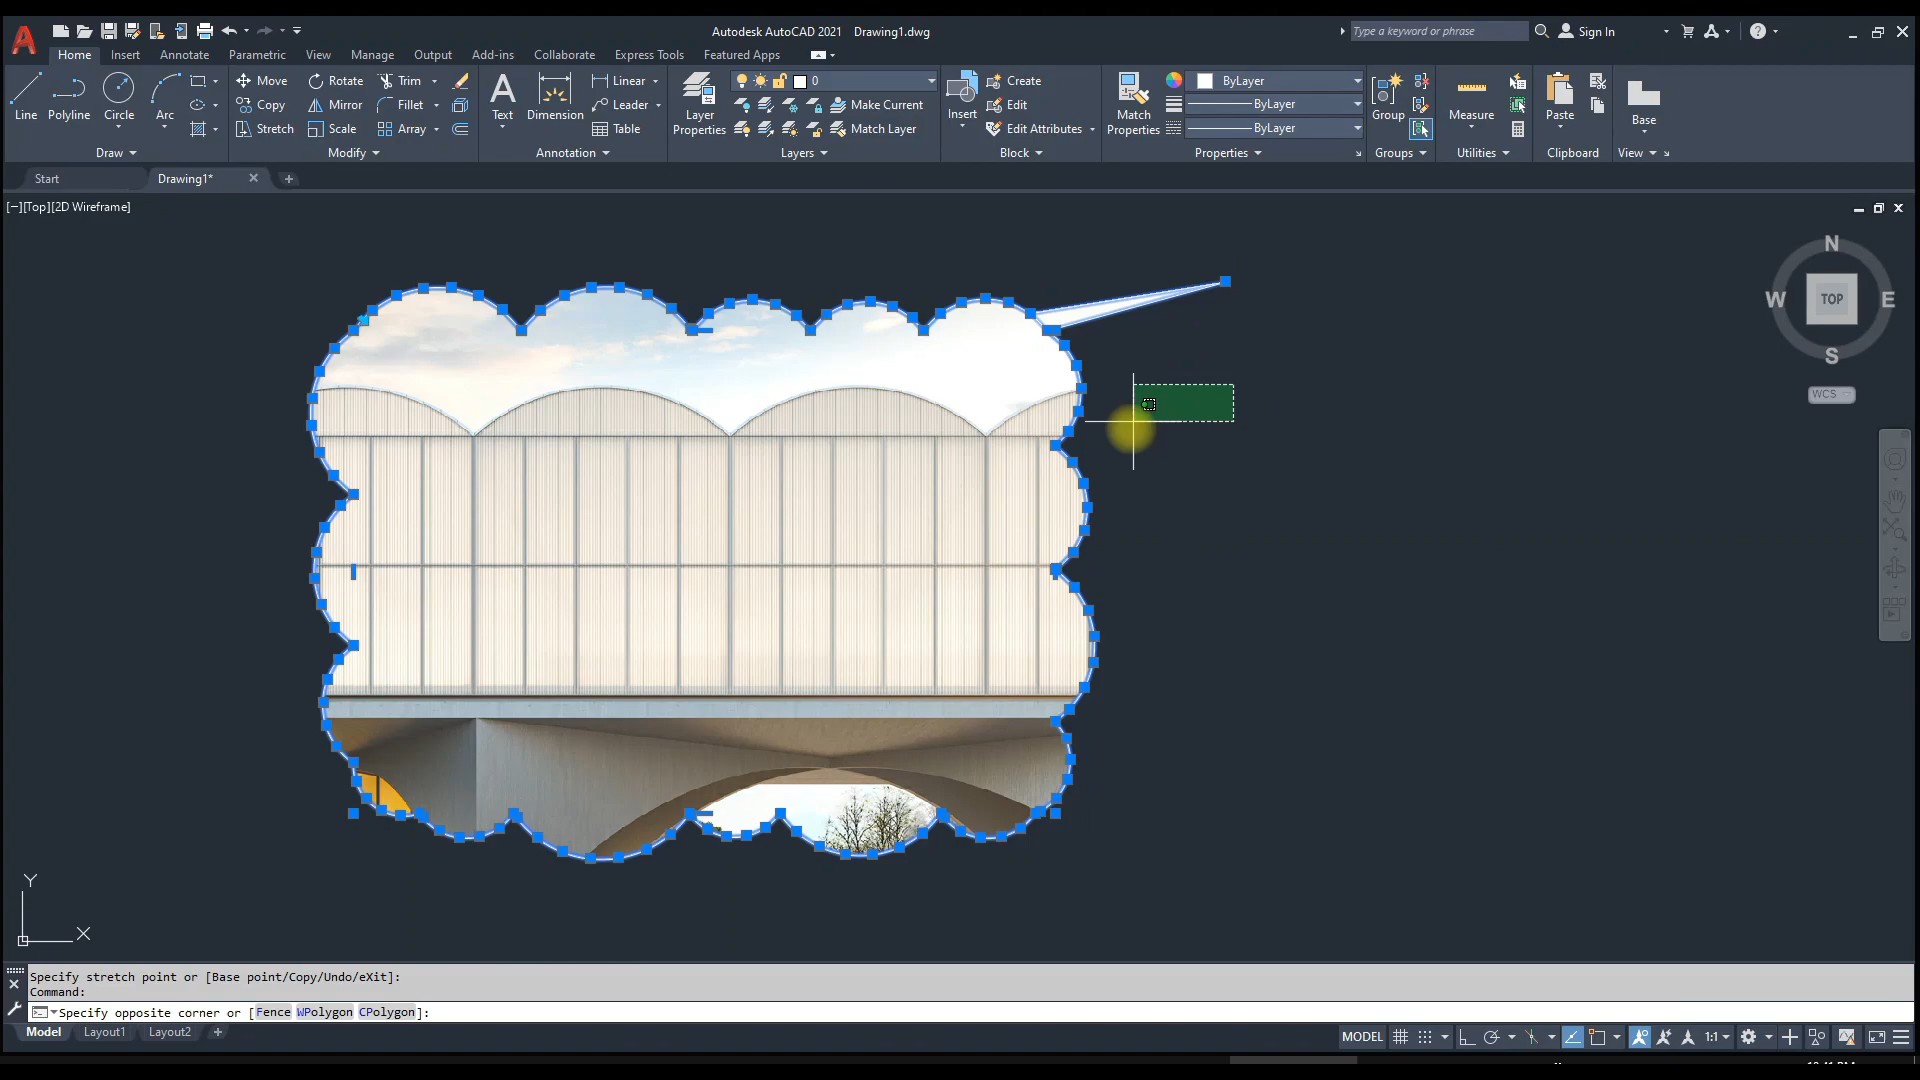 Autodesk AutoCAD 2021 Drawing1.dwg
Type a keyword or phrase
Sign In
Home Insert Annotate Parametric View Manage Output Add-ins Collaborate Express Tools Featured Apps
Line Polyline Circle Arc
Move Rotate Trim
Copy Mirror Fillet
Stretch Scale Array
Text Dimension
Linear
Leader
Table
Layer Properties
0
Make Current
Match Layer
Insert
Create
Edit
Edit Attributes
Match Properties
ByLayer
ByLayer
ByLayer
Group
Measure
Paste
Base
Draw Modify Annotation Layers Block Properties Groups Utilities Clipboard View
Start Drawing1*
[−][Top][2D Wireframe]
N
W TOP E
S
WCS
Y
X
Specify stretch point or [Base point/Copy/Undo/eXit]:
Command:
Specify opposite corner or [Fence WPolygon CPolygon]:
Model Layout1 Layout2
MODEL
1:1